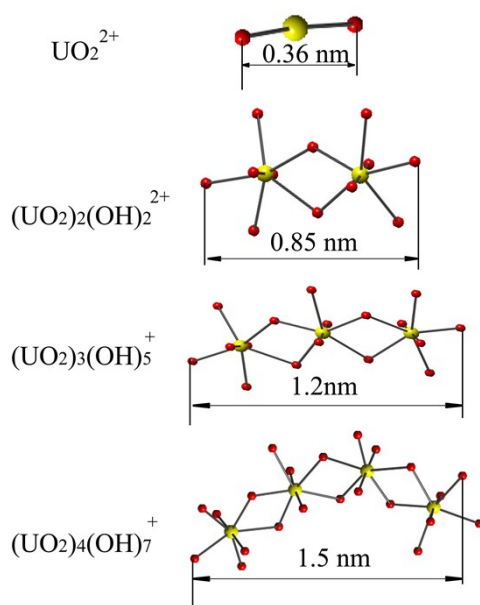 UO2 2+
0.36 nm
(UO2)2(OH)2 2+
0.85 nm
(UO2)3(OH)5 +
1.2nm
(UO2)4(OH)7 +
1.5 nm